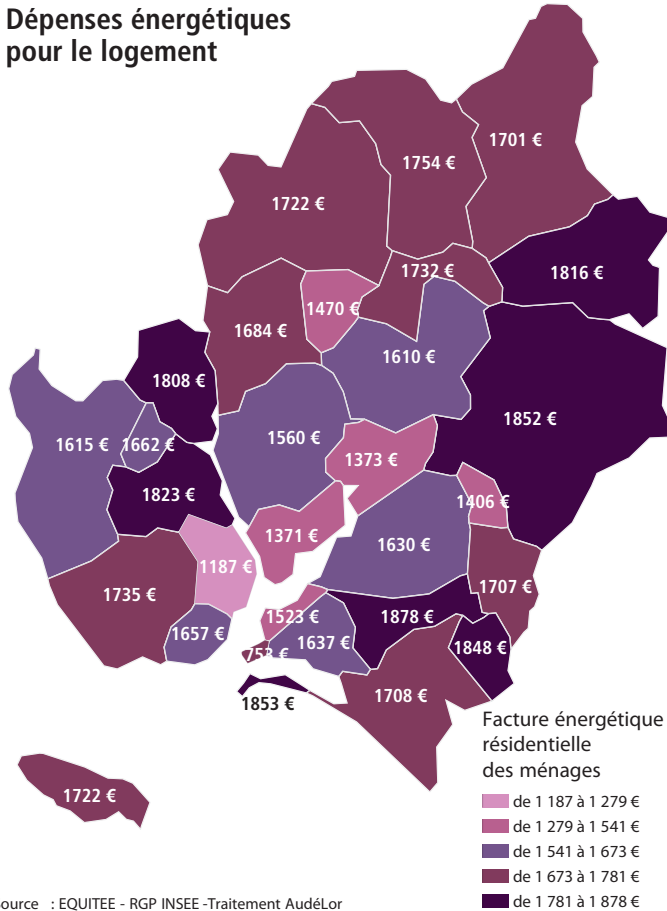 Dépenses énergétiques
pour le logement
1701 €
1754 €
1722 €
1732 €
1816 €
1470 €
1684 €
1610 €
1808 €
1852 €
1615 €
1662 €
1560 €
1373 €
1823 €
1406 €
1371 €
1630 €
1187 €
1735 €
1707 €
1523 €
1878 €
1657 €
1637 €
1848 €
753 €
1708 €
1853 €
1722 €
Facture énergétique
résidentielle
des ménages
de 1 187 à 1 279 €
de 1 279 à 1 541 €
de 1 541 à 1 673 €
de 1 673 à 1 781 €
de 1 781 à 1 878 €
ource : EQUITEE - RGP INSEE -Traitement AudéLor